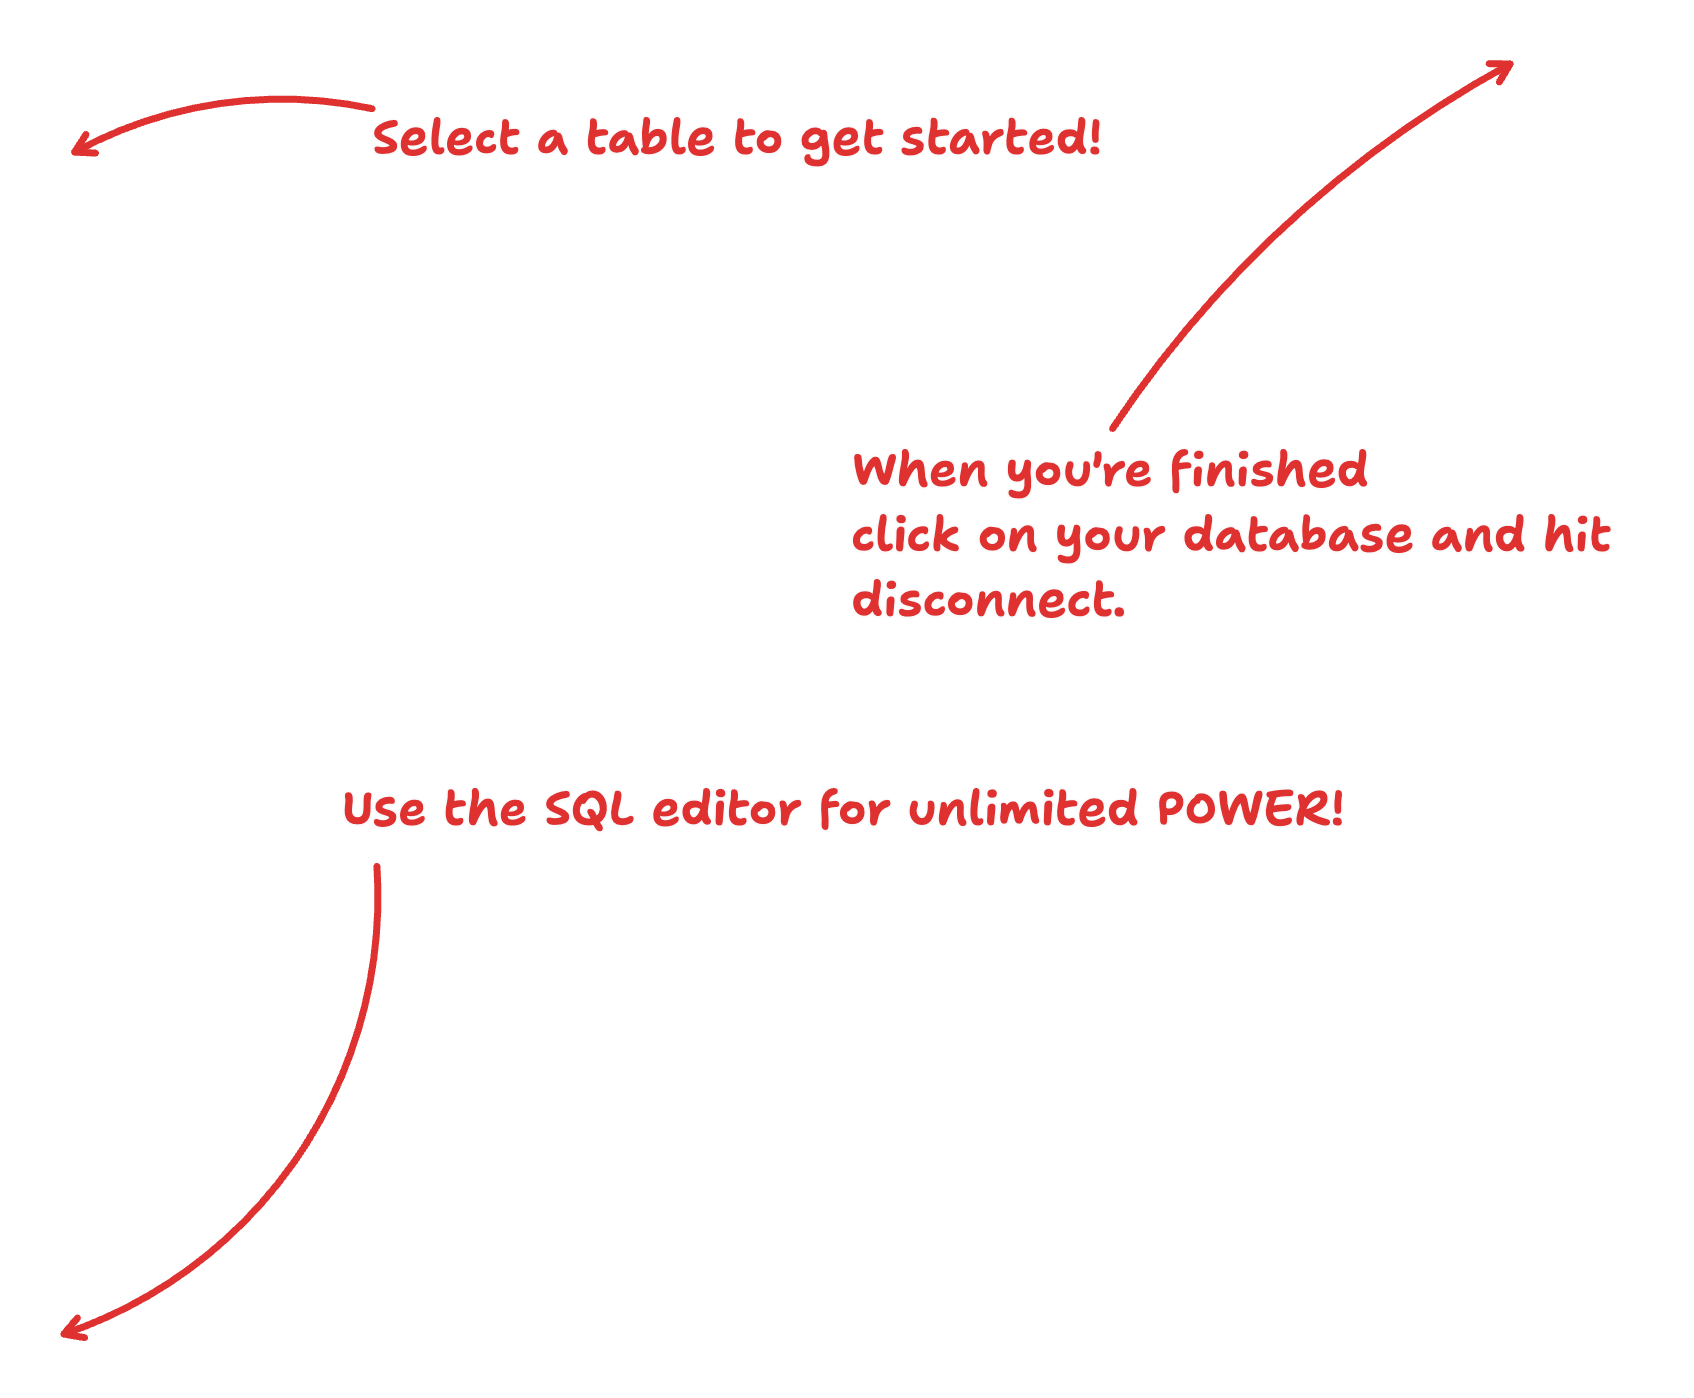 Select a table to get started!
When you're finished
click on your database and hit
disconnect.
Use the SQL editor for unlimited POWER!